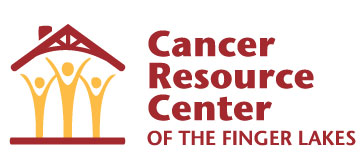 Cancer
Resource
Center
OF THE FINGER LAKES